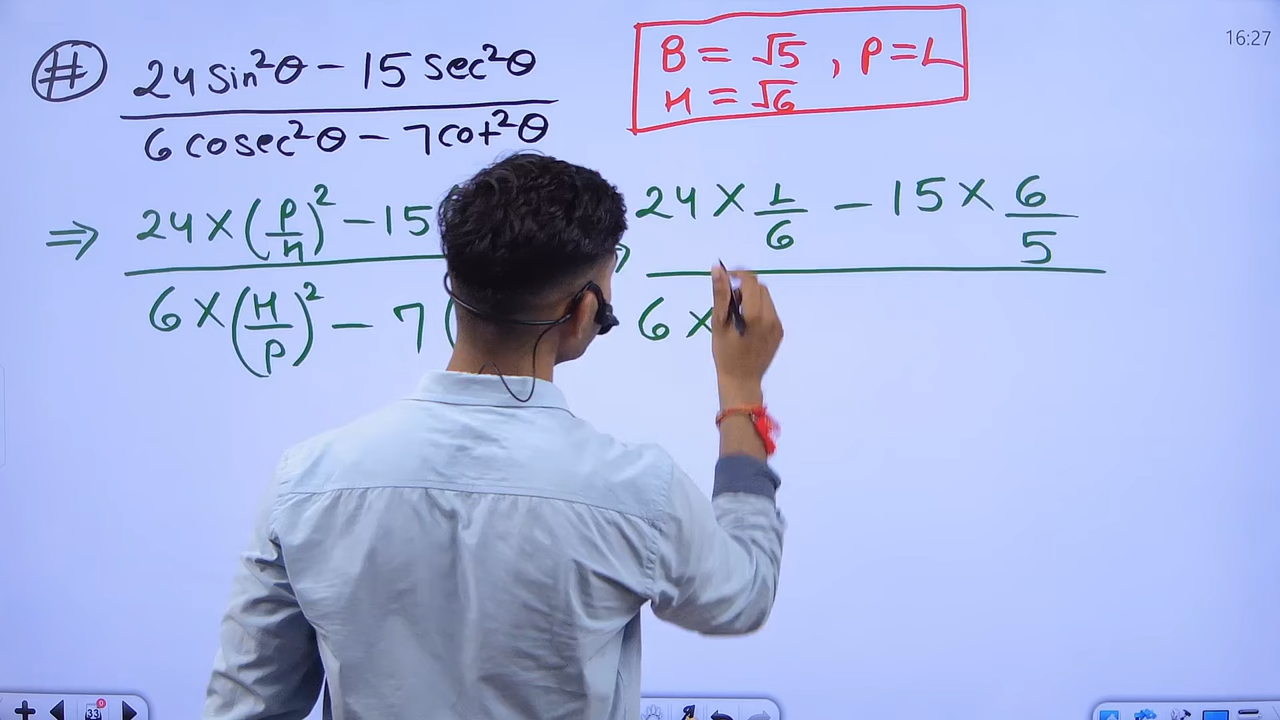 16:27
# 24 sin²θ − 15 sec²θ
6 cosec²θ − 7 cot²θ
B = √5 , P = 1
H = √6
⇒ 24 × (P/H)² − 15
6 × (H/P)² − 7 (
24 × 1/6 − 15 × 6/5
6 ×
33